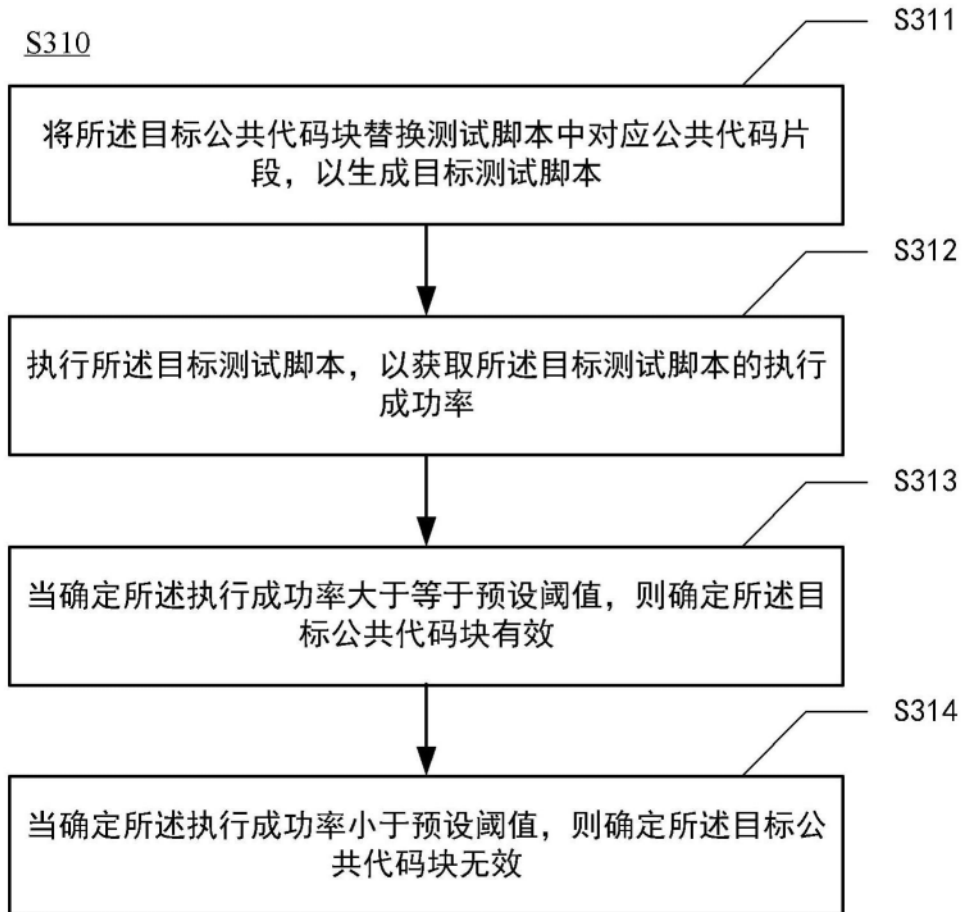 S310
S311
将所述目标公共代码块替换测试脚本中对应公共代码片
段，以生成目标测试脚本
S312
执行所述目标测试脚本，以获取所述目标测试脚本的执行
成功率
S313
当确定所述执行成功率大于等于预设阈值，则确定所述目
标公共代码块有效
S314
当确定所述执行成功率小于预设阈值，则确定所述目标公
共代码块无效